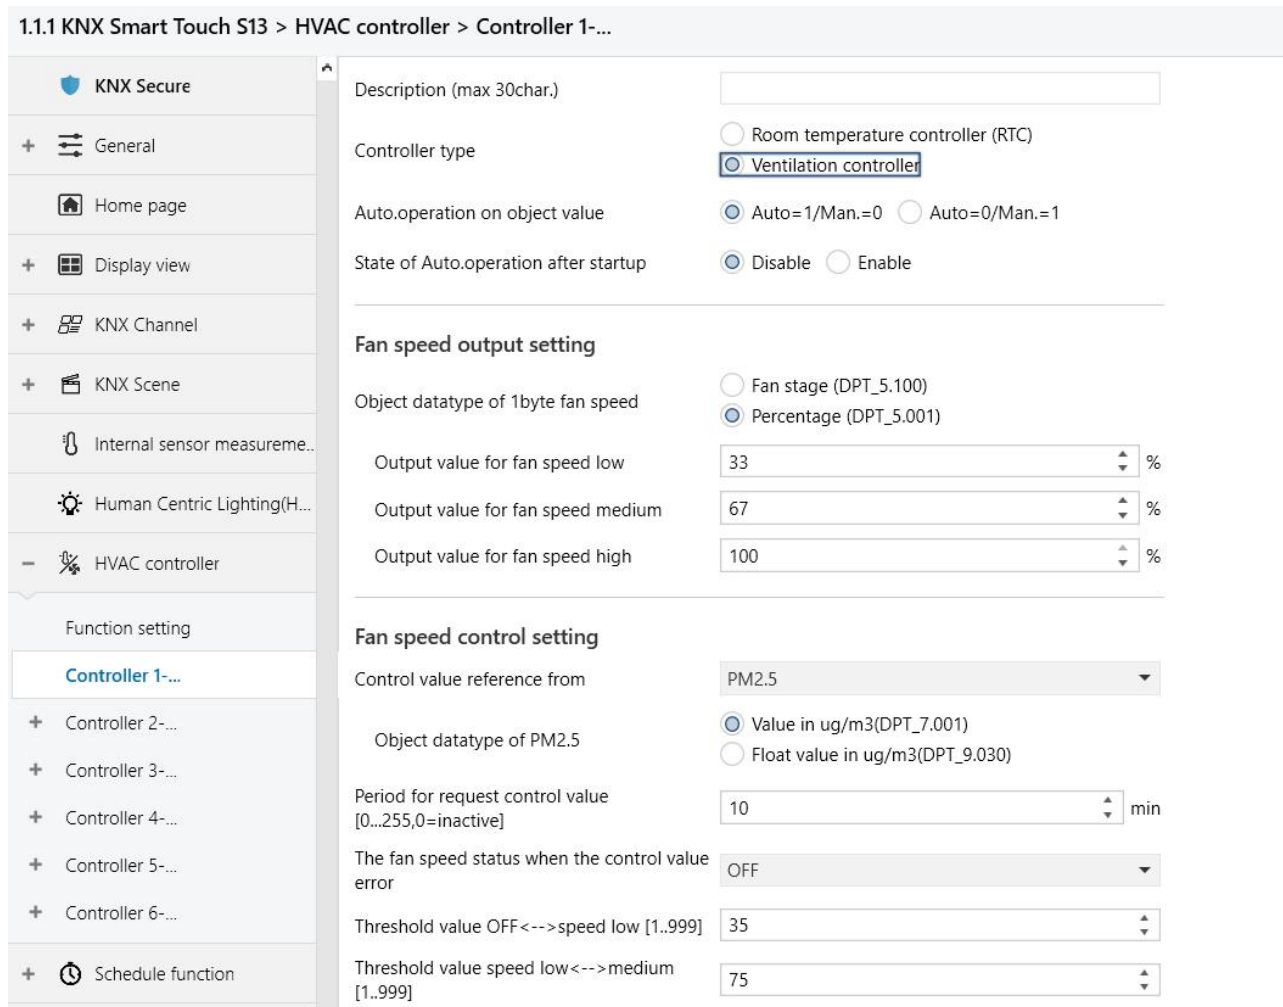 1.1.1 KNX Smart Touch S13 > HVAC controller > Controller 1-...
KNX Secure
+ General
Home page
+ Display view
+ KNX Channel
+ KNX Scene
Internal sensor measureme..
Human Centric Lighting(H...
− HVAC controller
Function setting
Controller 1-...
+ Controller 2-...
+ Controller 3-...
+ Controller 4-...
+ Controller 5-...
+ Controller 6-...
+ Schedule function
Description (max 30char.)
Controller type
Room temperature controller (RTC)
Ventilation controller
Auto.operation on object value
Auto=1/Man.=0 Auto=0/Man.=1
State of Auto.operation after startup
Disable Enable
Fan speed output setting
Object datatype of 1byte fan speed
Fan stage (DPT_5.100)
Percentage (DPT_5.001)
Output value for fan speed low
33 %
Output value for fan speed medium
67 %
Output value for fan speed high
100 %
Fan speed control setting
Control value reference from
PM2.5
Object datatype of PM2.5
Value in ug/m3(DPT_7.001)
Float value in ug/m3(DPT_9.030)
Period for request control value
[0...255,0=inactive]
10 min
The fan speed status when the control value
error
OFF
Threshold value OFF<-->speed low [1..999]
35
Threshold value speed low<-->medium
[1..999]
75